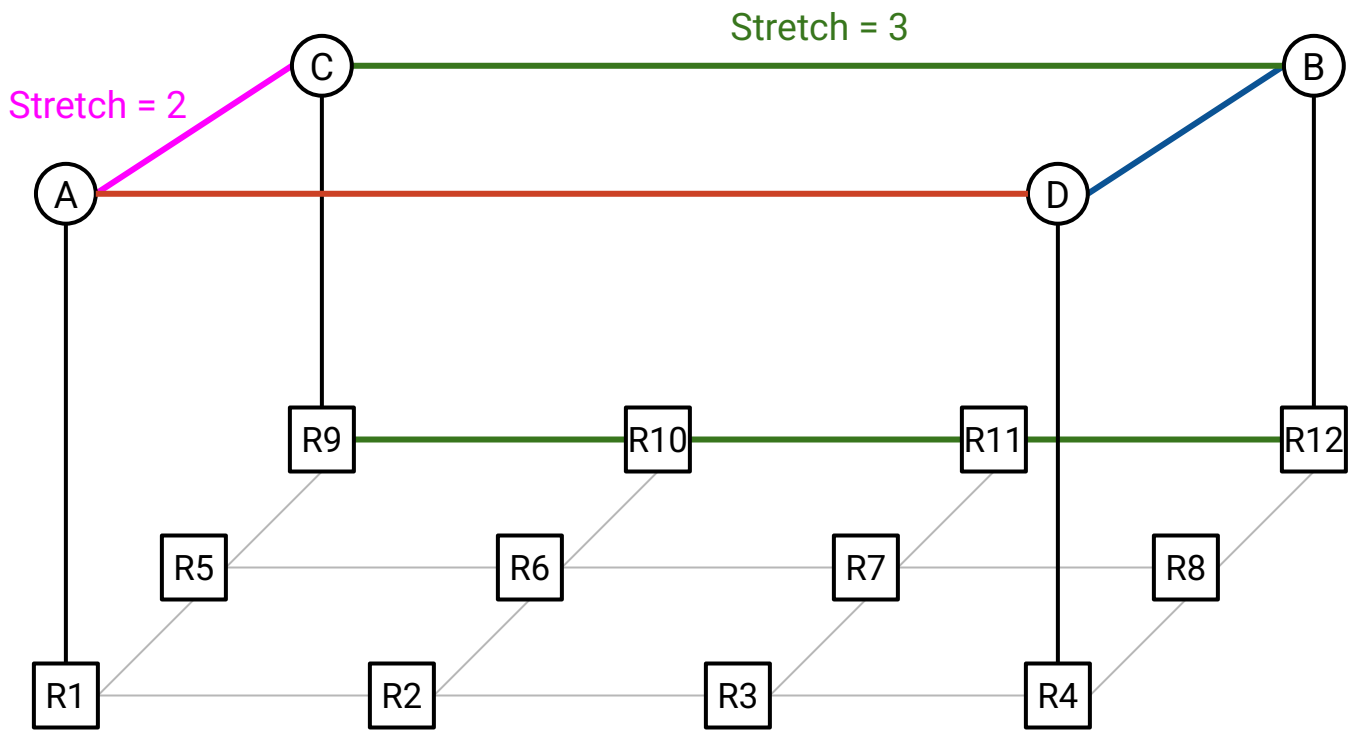 Stretch = 3
C
B
Stretch = 2
A
D
R9
R10
R11
R12
R5
R6
R7
R8
R1
R2
R3
R4